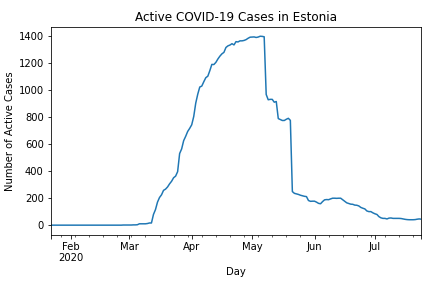 Active COVID-19 Cases in Estonia
Number of Active Cases
1400
1200
1000
800
600
400
200
0
Feb
2020
Mar
Apr
May
Jun
Jul
Day